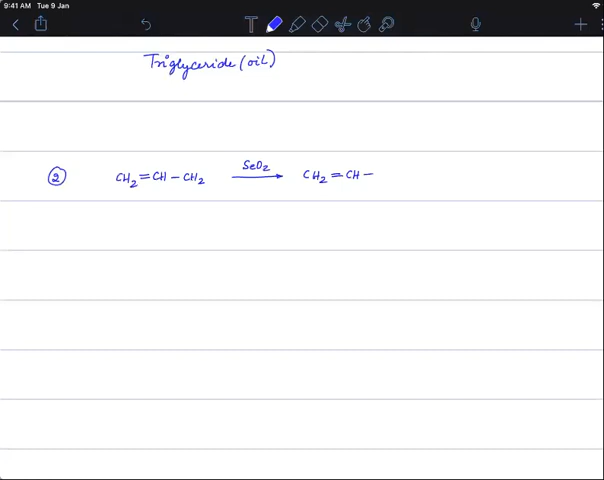 9:41 AM Tue 9 Jan
T
Triglyceride (oil)
② CH₂=CH-CH₂ SeO₂ CH₂=CH-